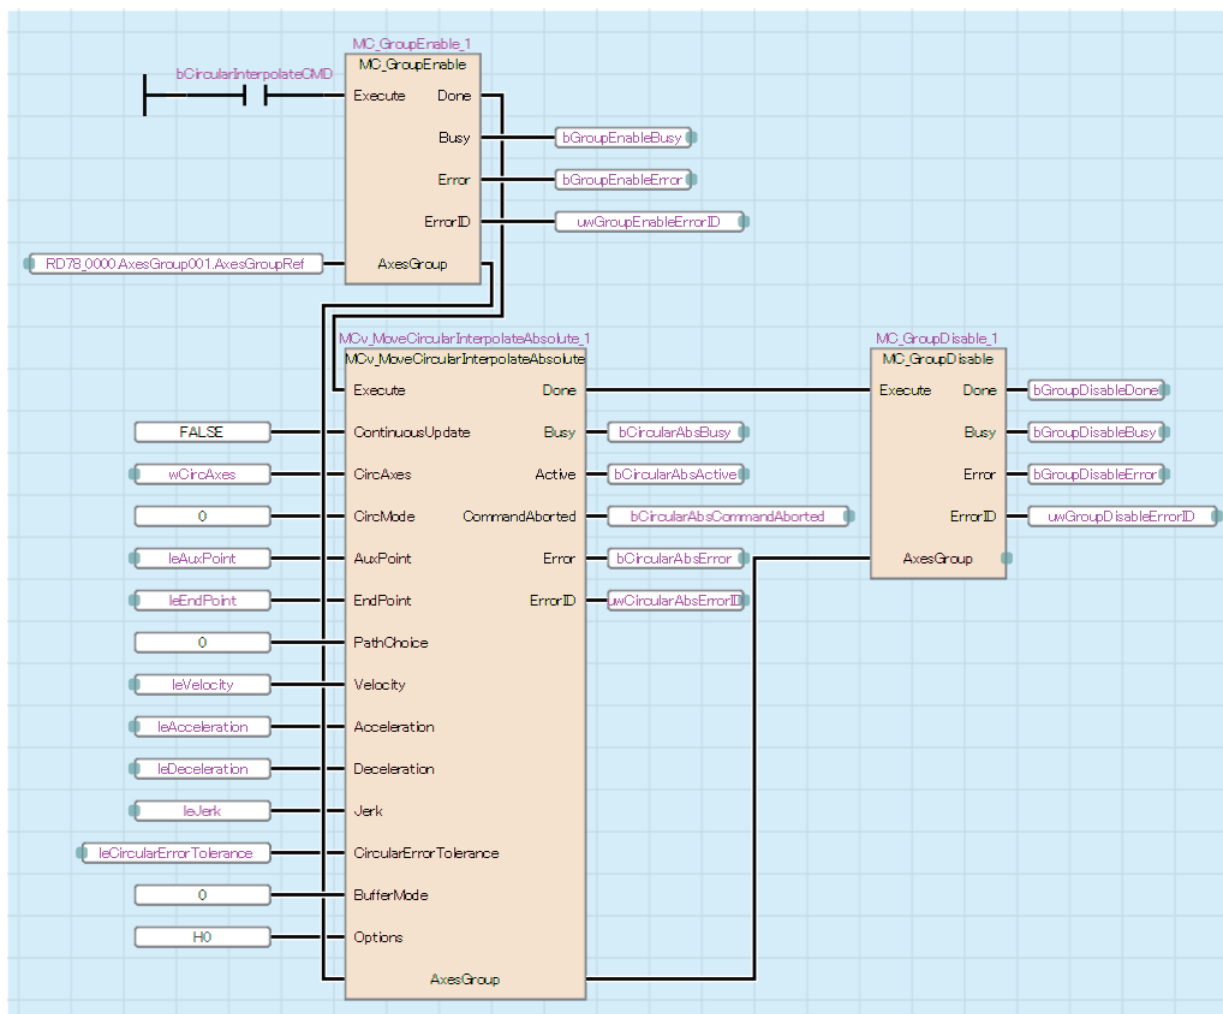 MC_GroupEnable_1
MC_GroupEnable
bCircularInterpolateCMD
Execute Done
Busy bGroupEnableBusy
Error bGroupEnableError
ErrorID uwGroupEnableErrorID
RD78_0000.AxesGroup001.AxesGroupRef AxesGroup
MCv_MoveCircularInterpolateAbsolute_1 MC_GroupDisable_1
MCv_MoveCircularInterpolateAbsolute MC_GroupDisable
Execute Done Execute Done bGroupDisableDone
FALSE ContinuousUpdate Busy bCircularAbsBusy Busy bGroupDisableBusy
wCircAxes CircAxes Active bCircularAbsActive Error bGroupDisableError
0 CircMode CommandAborted bCircularAbsCommandAborted ErrorID uwGroupDisableErrorID
leAuxPoint AuxPoint Error bCircularAbsError AxesGroup
leEndPoint EndPoint ErrorID uwCircularAbsErrorID
0 PathChoice
leVelocity Velocity
leAcceleration Acceleration
leDeceleration Deceleration
leJerk Jerk
leCircularErrorTolerance CircularErrorTolerance
0 BufferMode
H0 Options
AxesGroup